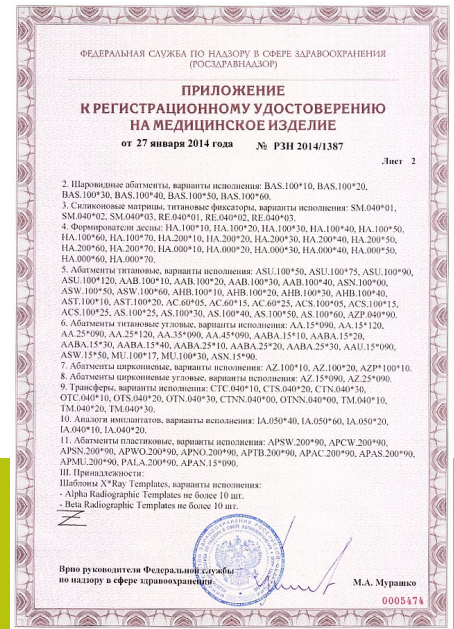 ФЕДЕРАЛЬНАЯ СЛУЖБА ПО НАДЗОРУ В СФЕРЕ ЗДРАВООХРАНЕНИЯ
(РОСЗДРАВНАДЗОР)
ПРИЛОЖЕНИЕ
К РЕГИСТРАЦИОННОМУ УДОСТОВЕРЕНИЮ
НА МЕДИЦИНСКОЕ ИЗДЕЛИЕ
от 27 января 2014 года № РЗН 2014/1387
Лист 2
2. Шаровидные абатменты, варианты исполнения: BAS.100*10, BAS.100*20,
BAS.100*30, BAS.100*40, BAS.100*50, BAS.100*60.
3. Силиконовые матрицы, титановые фиксаторы, варианты исполнения: SM.040*01,
SM.040*02, SM.040*03, RE.040*01, RE.040*02, RE.040*03.
4. Формирователи десны: HA.100*10, HA.100*20, HA.100*30, HA.100*40, HA.100*50,
HA.100*60, HA.100*70, HA.200*10, HA.200*20, HA.200*30, HA.200*40, HA.200*50,
HA.200*60, HA.200*70, HA.000*10, HA.000*20, HA.000*30, HA.000*40, HA.000*50,
HA.000*60, HA.000*70.
5. Абатменты титановые, варианты исполнения: ASU.100*50, ASU.100*75, ASU.100*90,
ASU.100*120, AAB.100*10, AAB.100*20, AAB.100*30, AAB.100*40, ASN.100*00,
ASW.100*50, ASW.100*60, AHB.100*10, AHB.100*20, AHB.100*30, AHB.100*40,
AST.100*10, AST.100*20, AC.60*05, AC.60*15, AC.60*25, ACS.100*05, ACS.100*15,
ACS.100*25, AS.100*25, AS.100*30, AS.100*40, AS.100*50, AS.100*60, AZP.040*90.
6. Абатменты титановые угловые, варианты исполнения: AA.15*090, AA.15*120,
AA.25*090, AA.25*120, AA.35*090, AA.45*090, AABA.15*10, AABA.15*20,
AABA.15*30, AABA.15*40, AABA.25*10, AABA.25*20, AABA.25*30, AAU.15*090,
ASW.15*50, MU.100*17, MU.100*30, ASN.15*90.
7. Абатменты циркониевые, варианты исполнения: AZ.100*10, AZ.100*20, AZP*100*10.
8. Абатменты циркониевые угловые, варианты исполнения: AZ.15*090, AZ.25*090.
9. Трансферы, варианты исполнения: CTC.040*10, CTS.040*20, CTN.040*30,
OTC.040*10, OTS.040*20, OTN.040*30, CTNN.040*00, OTNN.040*00, TM.040*10,
TM.040*20, TM.040*30.
10. Аналоги имплантатов, варианты исполнения: IA.050*40, IA.050*60, IA.050*20,
IA.040*10, IA.040*20.
11. Абатменты пластиковые, варианты исполнения: APSW.200*90, APCW.200*90,
APSN.200*90, APWO.200*90, APNO.200*90, APTB.200*90, APAC.200*90, APAS.200*90,
APMU.200*90, PALA.200*90, APAN.15*090.
III. Принадлежности:
Шаблоны X*Ray Templates, варианты исполнения:
- Alpha Radiographic Templates не более 10 шт.
- Beta Radiographic Templates не более 10 шт.
Врио руководителя Федеральной службы
по надзору в сфере здравоохранения
М.А. Мурашко
0005474